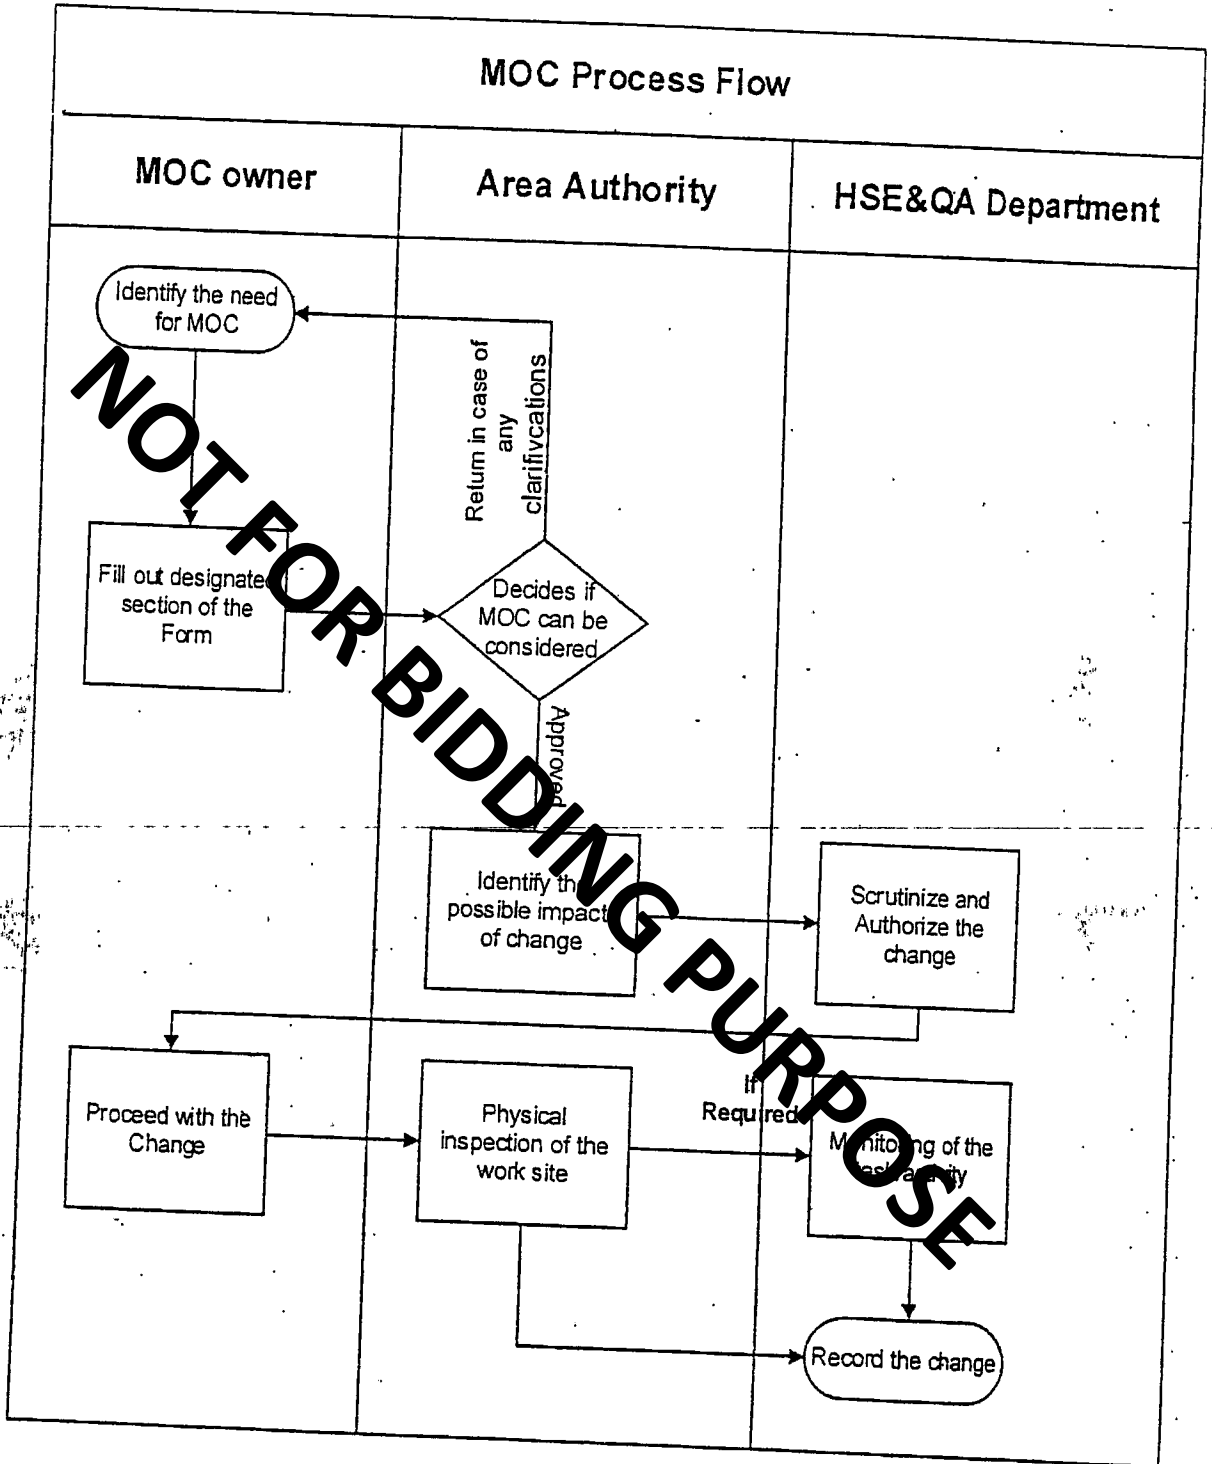 MOC Process Flow
MOC owner
Area Authority
HSE&QA Department
Identify the need
for MOC
Return in case of
any
clarifivcations
Fill out designated
section of the
Form
Decides if
MOC can be
considered
Approved
Identify the
possible impact
of change
Scrutinize and
Authorize the
change
Proceed with the
Change
Physical
inspection of the
work site
If
Required
Monitoring of the
Record the change
NOT FOR BIDDING PURPOSE